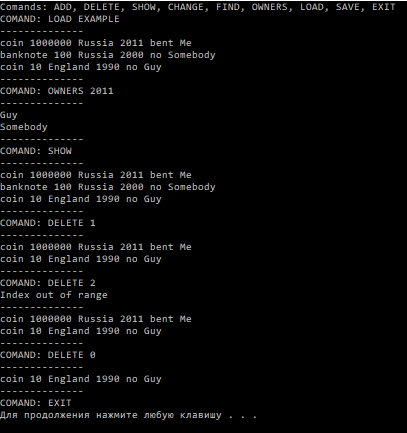 Comands: ADD, DELETE, SHOW, CHANGE, FIND, OWNERS, LOAD, SAVE, EXIT
COMAND: LOAD EXAMPLE
--------------
coin 1000000 Russia 2011 bent Me
banknote 100 Russia 2000 no Somebody
coin 10 England 1990 no Guy
--------------
COMAND: OWNERS 2011
--------------
Guy
Somebody
--------------
COMAND: SHOW
--------------
coin 1000000 Russia 2011 bent Me
banknote 100 Russia 2000 no Somebody
coin 10 England 1990 no Guy
--------------
COMAND: DELETE 1
--------------
coin 1000000 Russia 2011 bent Me
coin 10 England 1990 no Guy
--------------
COMAND: DELETE 2
Index out of range
--------------
coin 1000000 Russia 2011 bent Me
coin 10 England 1990 no Guy
--------------
COMAND: DELETE 0
--------------
coin 10 England 1990 no Guy
--------------
COMAND: EXIT
Для продолжения нажмите любую клавишу . . .